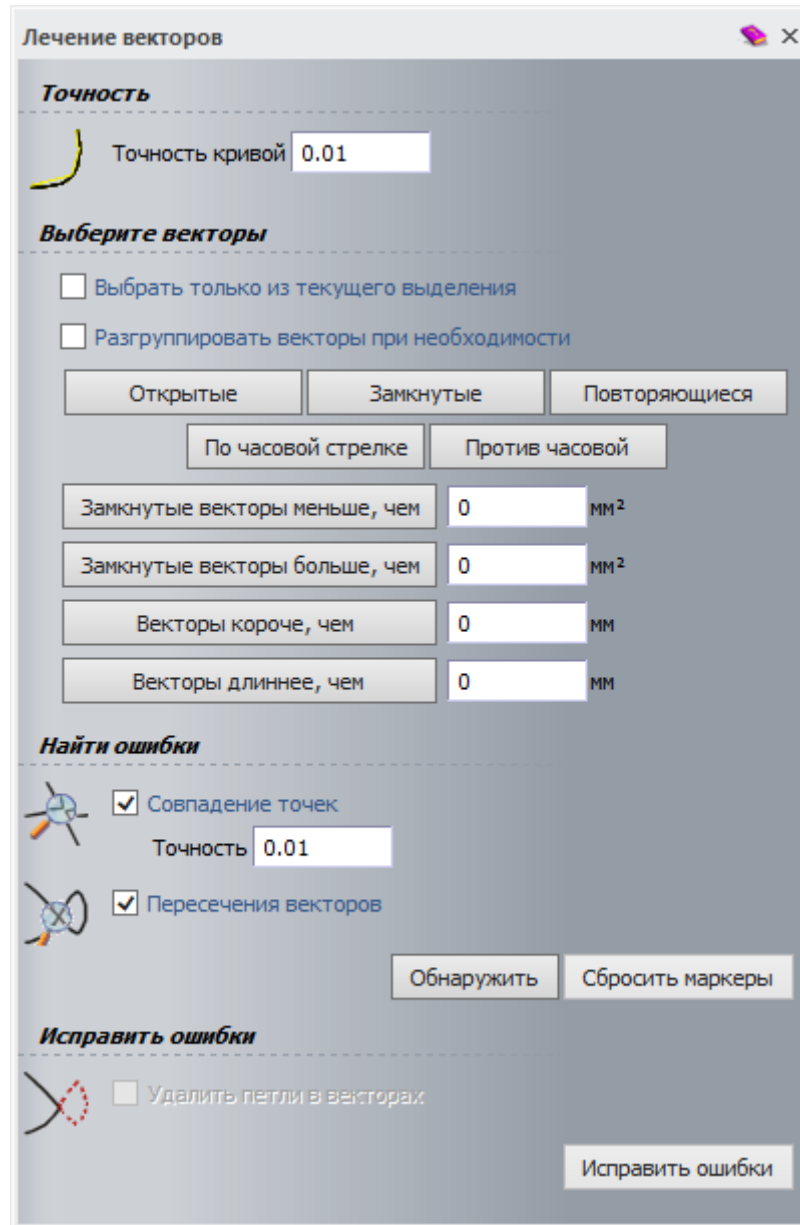 Лечение векторов
Точность
Точность кривой 0.01
Выберите векторы
Выбрать только из текущего выделения
Разгруппировать векторы при необходимости
Открытые Замкнутые Повторяющиеся
По часовой стрелке Против часовой
Замкнутые векторы меньше, чем 0 мм²
Замкнутые векторы больше, чем 0 мм²
Векторы короче, чем 0 мм
Векторы длиннее, чем 0 мм
Найти ошибки
Совпадение точек
Точность 0.01
Пересечения векторов
Обнаружить Сбросить маркеры
Исправить ошибки
Удалить петли в векторах
Исправить ошибки